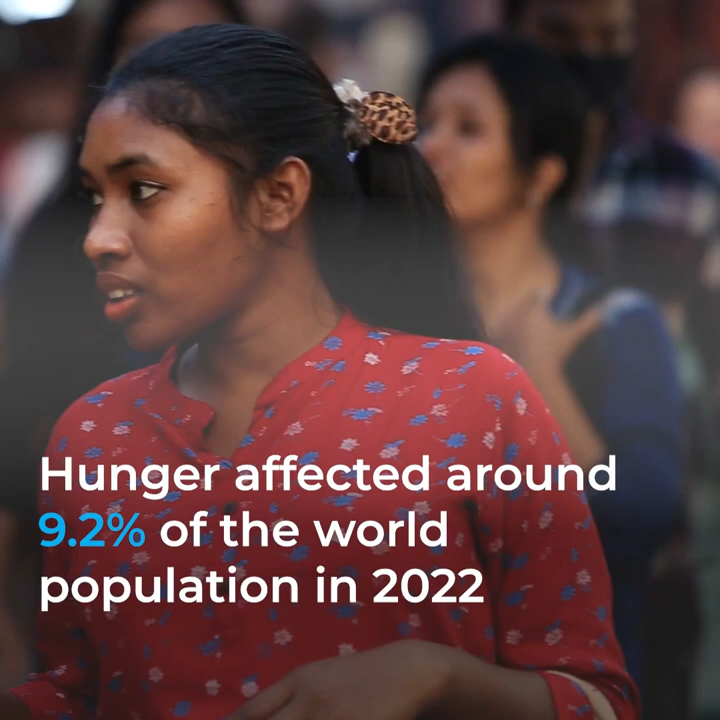 Hunger affected around
9.2% of the world
population in 2022